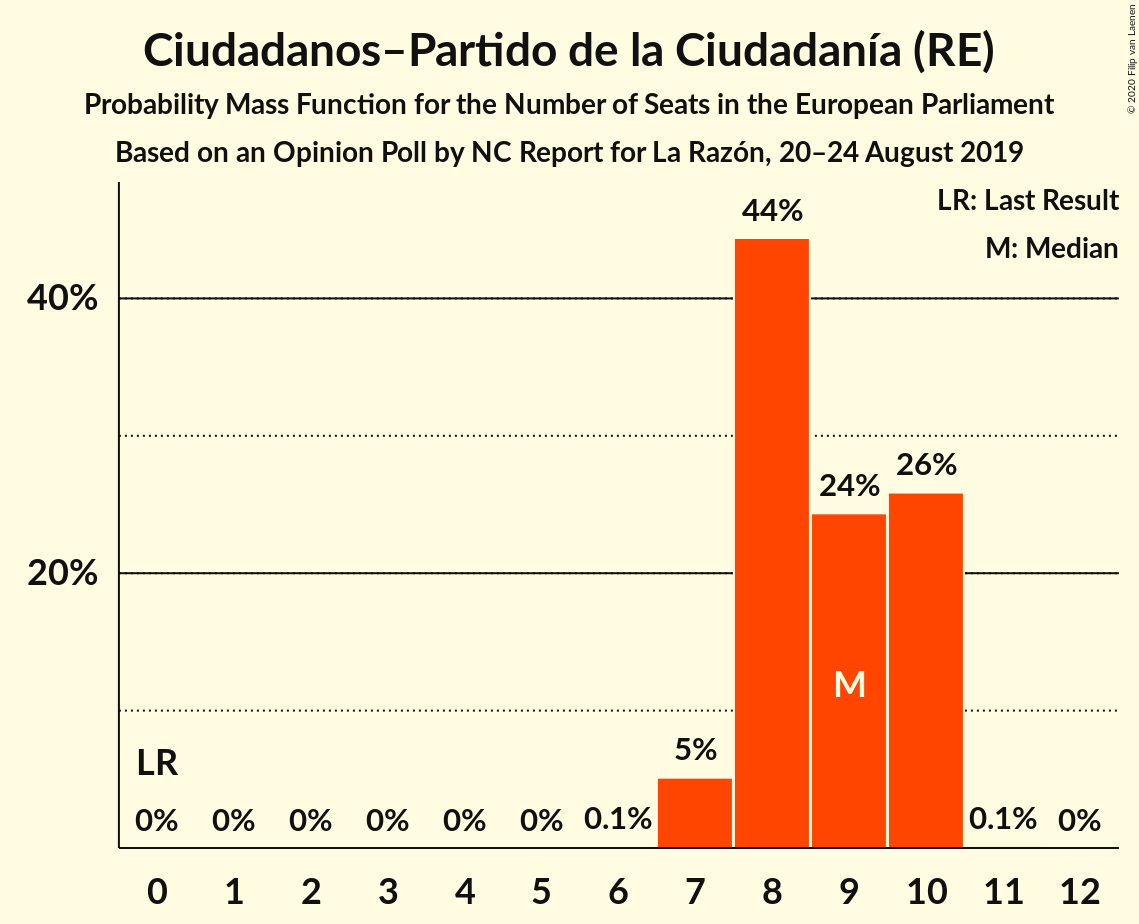 Ciudadanos–Partido de la Ciudadanía (RE)
Probability Mass Function for the Number of Seats in the European Parliament
Based on an Opinion Poll by NC Report for La Razón, 20–24 August 2019
© 2020 Filip van Laenen
LR: Last Result
M: Median
44%
40%
26%
24%
20%
M
5%
LR
0% 0% 0% 0% 0% 0% 0.1% 0.1% 0%
0 1 2 3 4 5 6 7 8 9 10 11 12